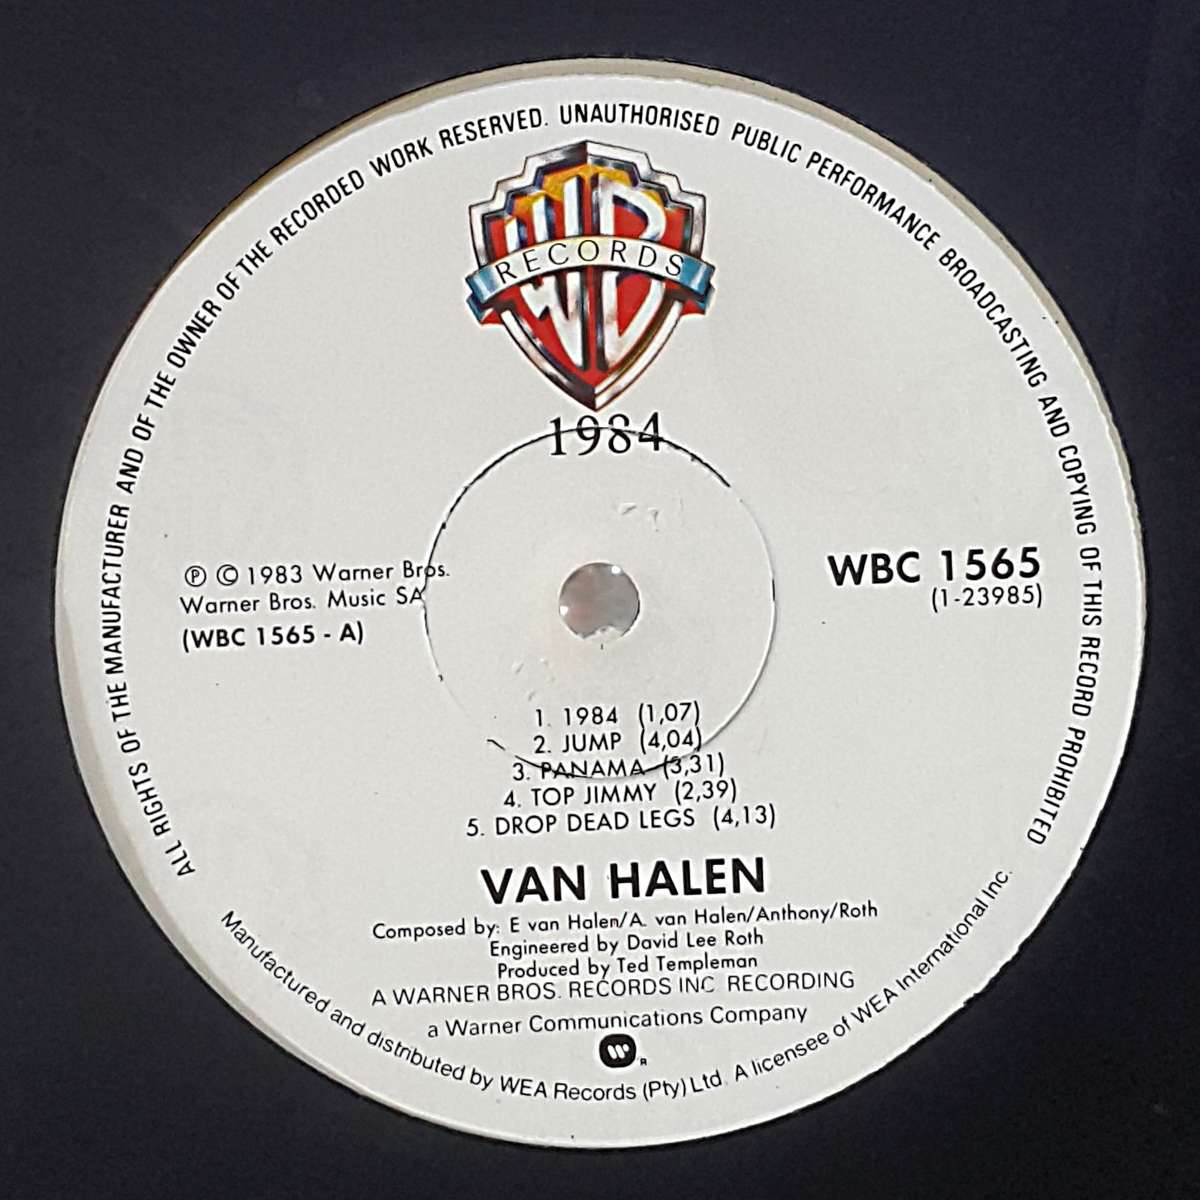 ALL RIGHTS OF THE MANUFACTURER AND OF THE OWNER OF THE RECORDED WORK RESERVED. UNAUTHORISED PUBLIC PERFORMANCE BROADCASTING AND COPYING OF THIS RECORD PROHIBITED
WB
RECORDS
1984
Ⓟ © 1983 Warner Bros.
Warner Bros. Music SA
(WBC 1565 - A)
WBC 1565
(1-23985)
1. 1984 (1,07)
2. JUMP (4,04)
3. PANAMA (3,31)
4. TOP JIMMY (2,39)
5. DROP DEAD LEGS (4,13)
VAN HALEN
Composed by: E van Halen/A. van Halen/Anthony/Roth
Engineered by David Lee Roth
Produced by Ted Templeman
A WARNER BROS. RECORDS INC RECORDING
a Warner Communications Company
W R
Manufactured and distributed by WEA Records (Pty) Ltd. A licensee of WEA International Inc.